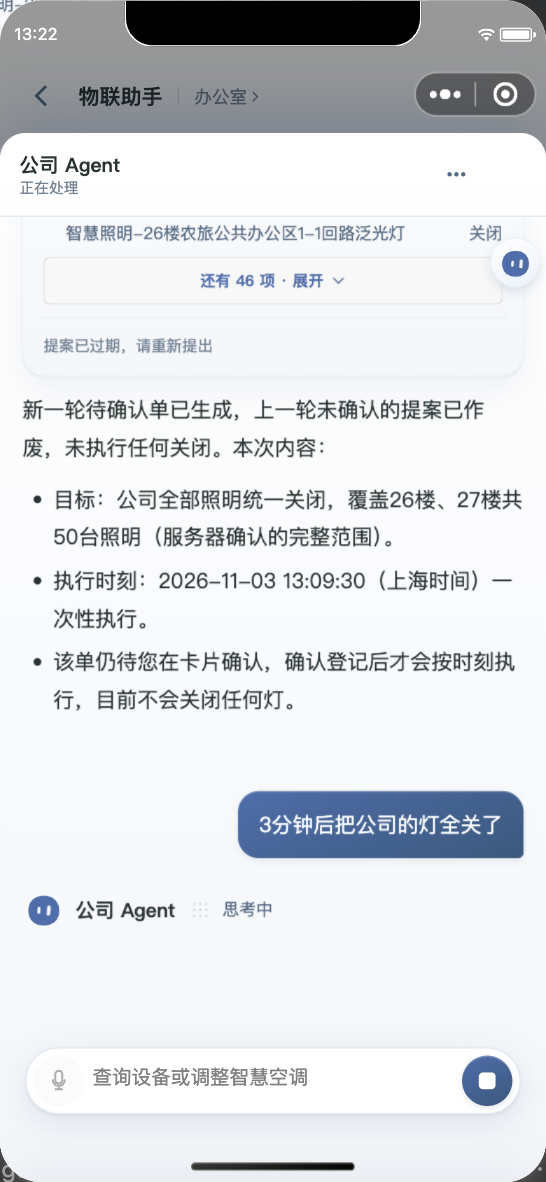 13:22
物联助手
办公室
公司 Agent
正在处理
智慧照明-26楼农旅公共办公区1-1回路泛光灯 关闭
还有 46 项 · 展开
提案已过期，请重新提出
新一轮待确认单已生成，上一轮未确认的提案已作
废，未执行任何关闭。本次内容：
• 目标：公司全部照明统一关闭，覆盖26楼、27楼共
50台照明（服务器确认的完整范围）。
• 执行时刻：2026-11-03 13:09:30（上海时间）一
次性执行。
• 该单仍待您在卡片确认，确认登记后才会按时刻执
行，目前不会关闭任何灯。
3分钟后把公司的灯全关了
公司 Agent 思考中
查询设备或调整智慧空调